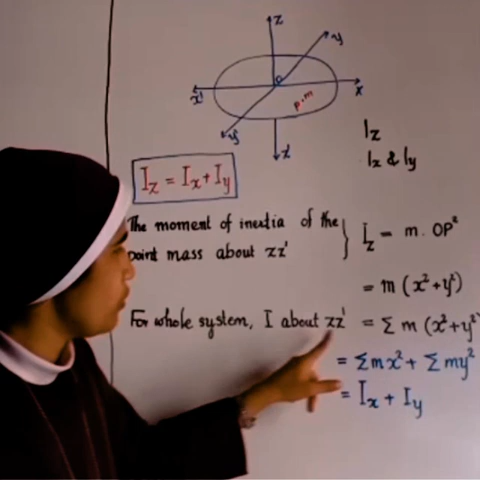 z
y
o
x' x
p.m
y'
z'
Iz
Ix & Iy
Iz = Ix + Iy
The moment of inertia of the } Iz = m. OP²
point mass about zz'
= m (x²+y²)
For whole system, I about zz' = Σ m (x²+y²
= Σmx² + Σmy²
= Ix + Iy